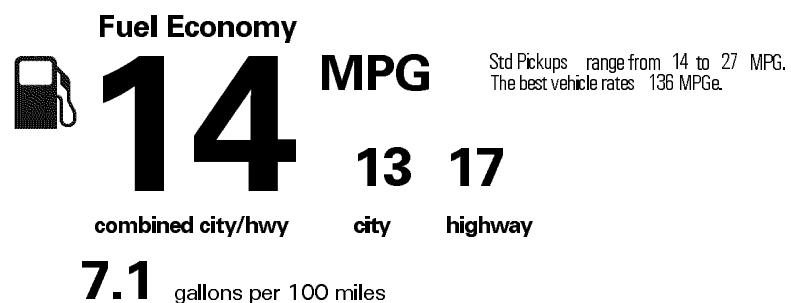 Fuel Economy
14 MPG
Std Pickups range from 14 to 27 MPG.
The best vehicle rates 136 MPGe.
13 17
combined city/hwy city highway
7.1 gallons per 100 miles